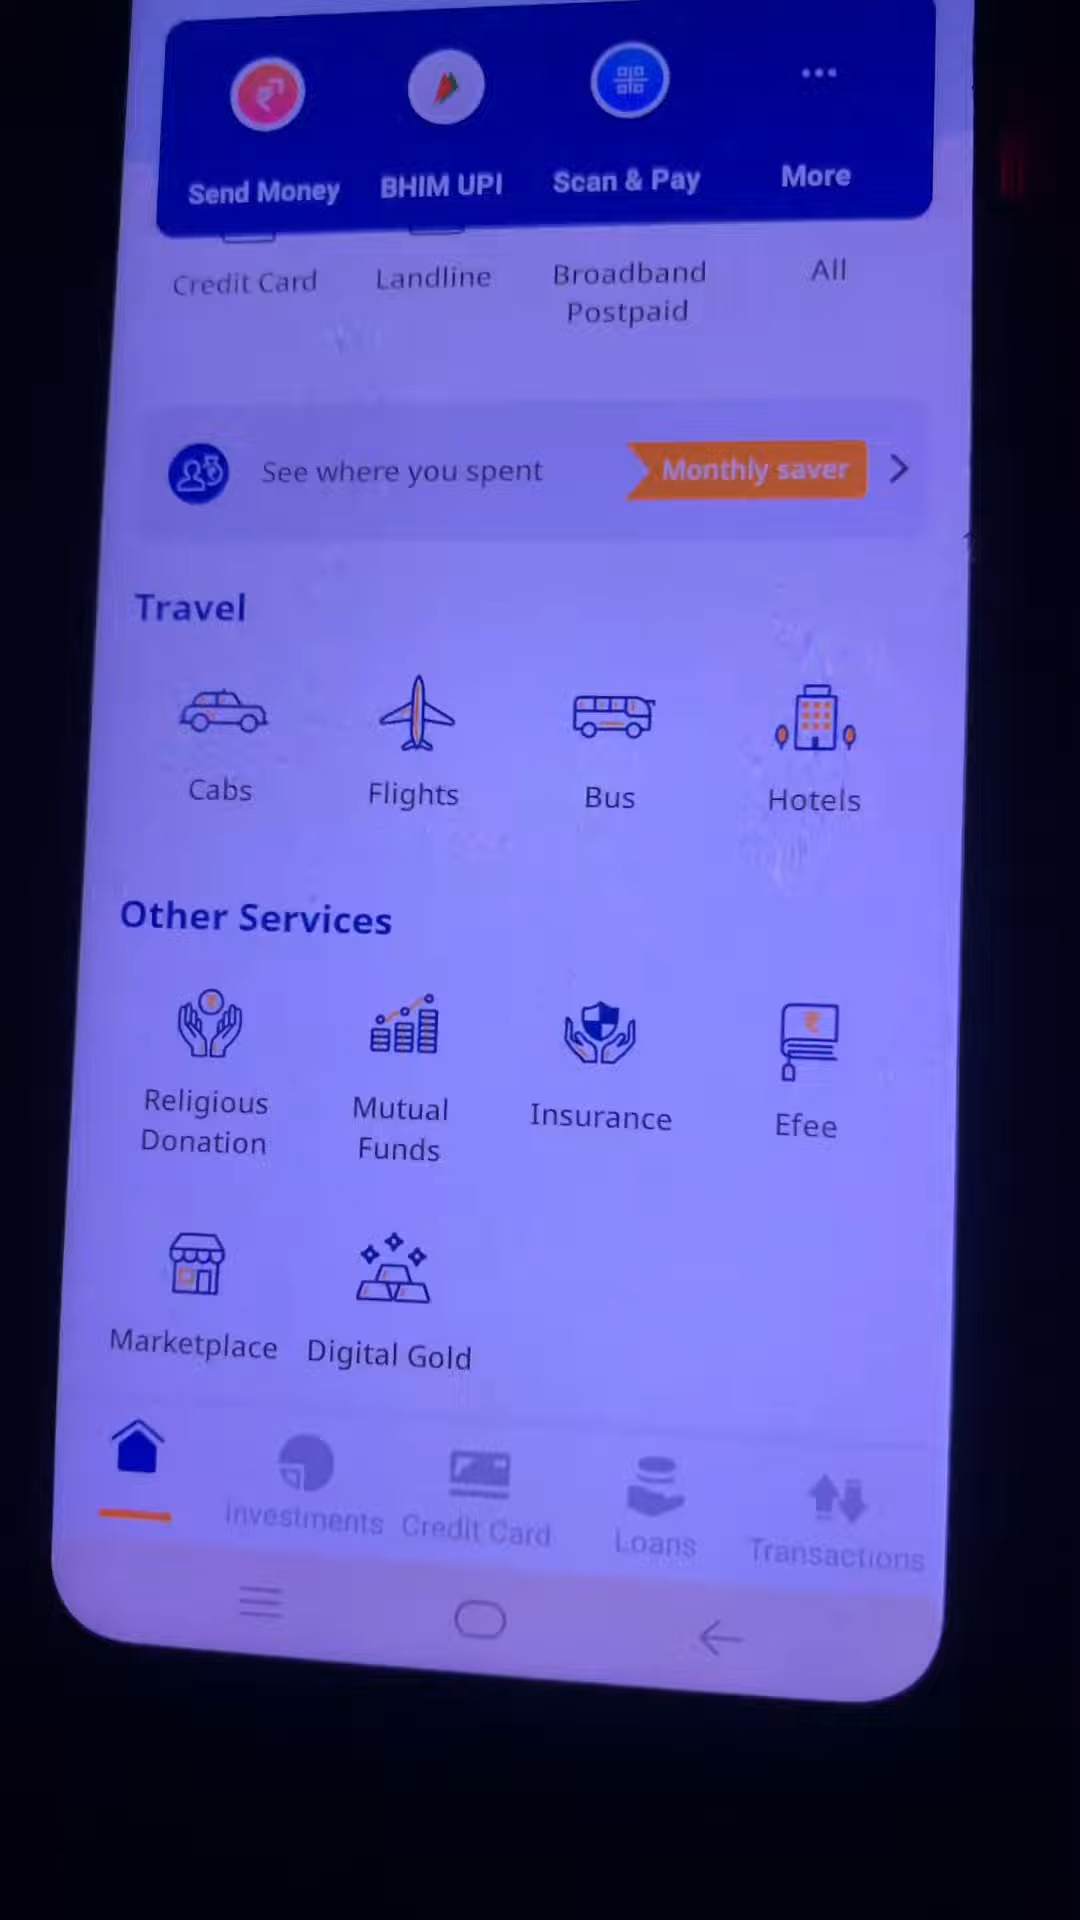 Send Money BHIM UPI Scan & Pay More
Credit Card Landline Broadband Postpaid All
See where you spent Monthly saver
Travel
Cabs Flights Bus Hotels
Other Services
Religious Donation Mutual Funds Insurance Efee
Marketplace Digital Gold
Investments Credit Card Loans Transactions